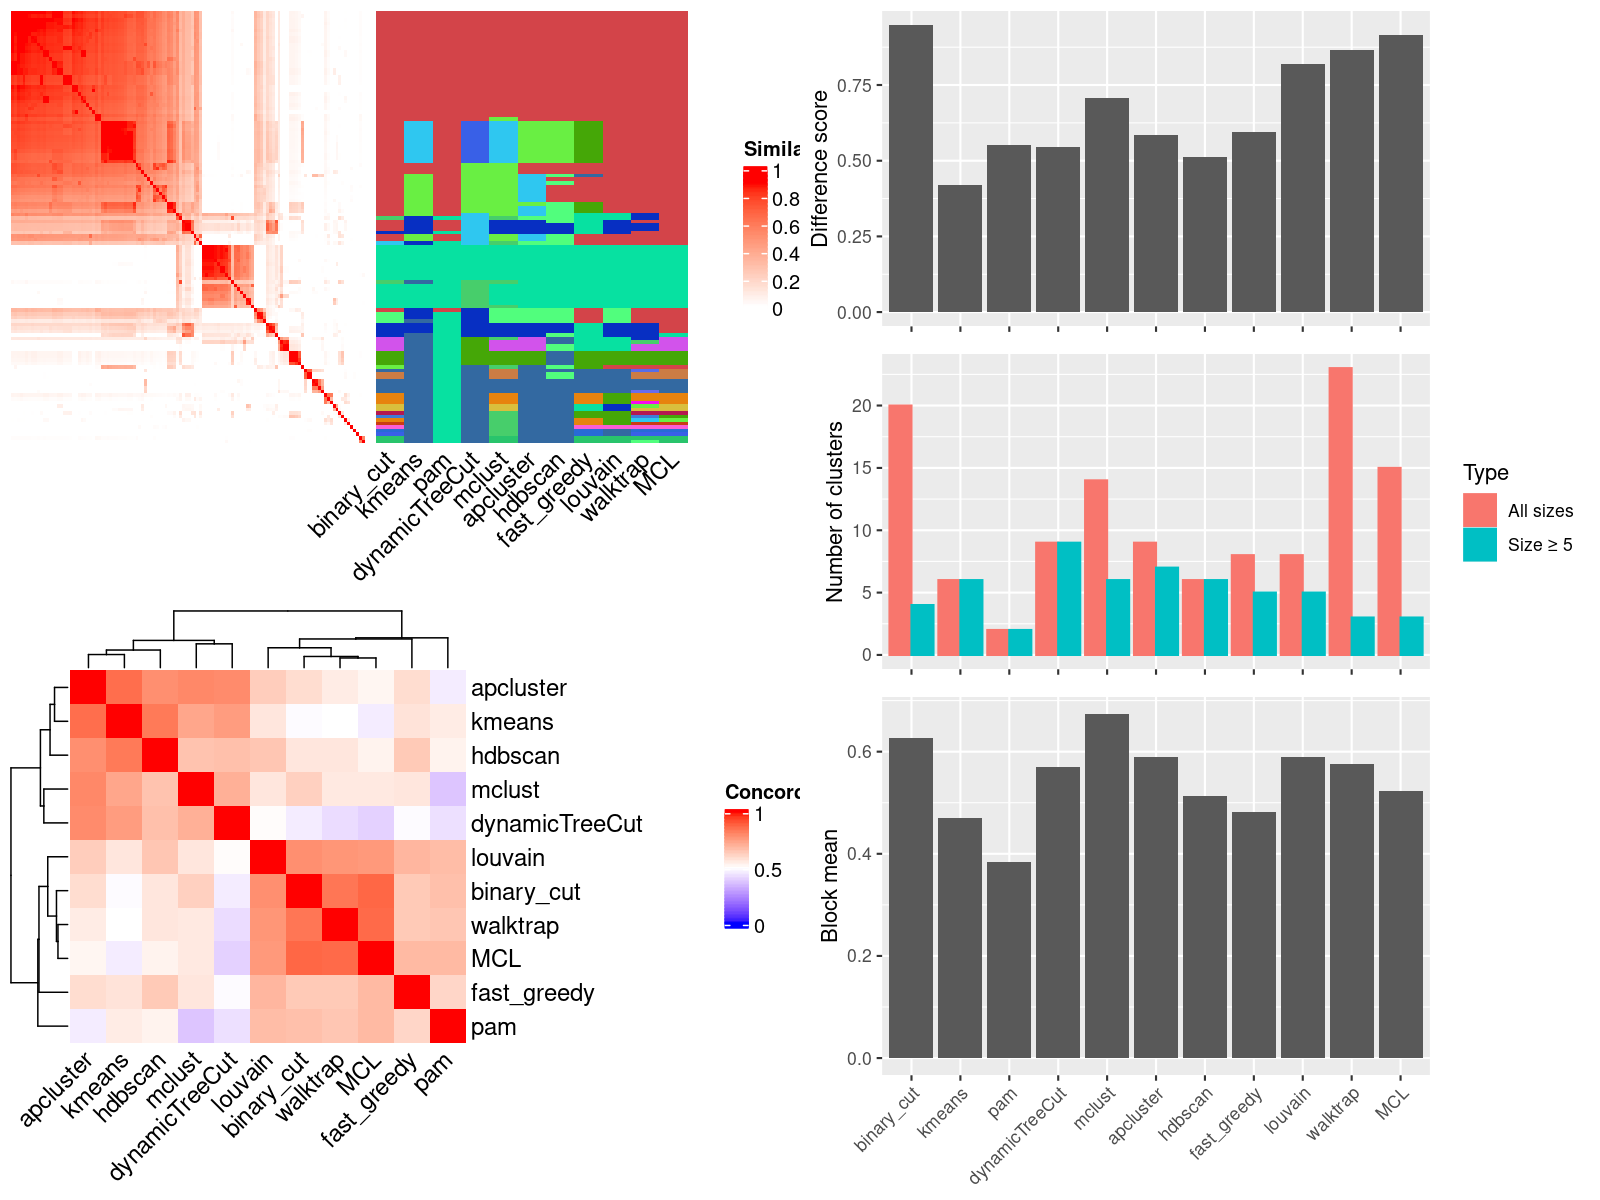 Simila
1
0.8
0.6
0.4
0.2
0
binary_cut
kmeans
pam
dynamicTreeCut
mclust
apcluster
hdbscan
fast_greedy
louvain
walktrap
MCL
apcluster
kmeans
hdbscan
mclust
dynamicTreeCut
louvain
binary_cut
walktrap
MCL
fast_greedy
pam
apcluster
kmeans
hdbscan
mclust
dynamicTreeCut
louvain
binary_cut
walktrap
MCL
fast_greedy
pam
Concord
1
0.5
0
Difference score
0.75
0.50
0.25
0.00
Number of clusters
20
15
10
5
0
Type
All sizes
Size ≥ 5
Block mean
0.6
0.4
0.2
0.0
binary_cut
kmeans
pam
dynamicTreeCut
mclust
apcluster
hdbscan
fast_greedy
louvain
walktrap
MCL